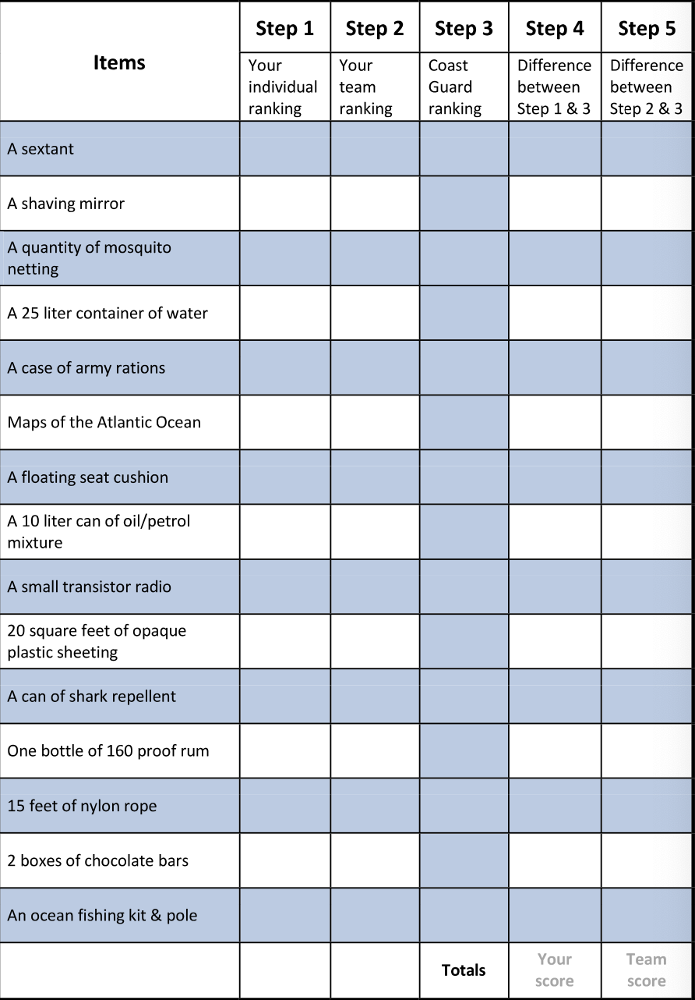 Items
Step 1
Step 2
Step 3
Step 4
Step 5
Your
individual
ranking
Your
team
ranking
Coast
Guard
ranking
Difference
between
Step 1 & 3
Difference
between
Step 2 & 3
A sextant
A shaving mirror
A quantity of mosquito
netting
A 25 liter container of water
A case of army rations
Maps of the Atlantic Ocean
A floating seat cushion
A 10 liter can of oil/petrol
mixture
A small transistor radio
20 square feet of opaque
plastic sheeting
A can of shark repellent
One bottle of 160 proof rum
15 feet of nylon rope
2 boxes of chocolate bars
An ocean fishing kit & pole
Totals
Your
score
Team
score